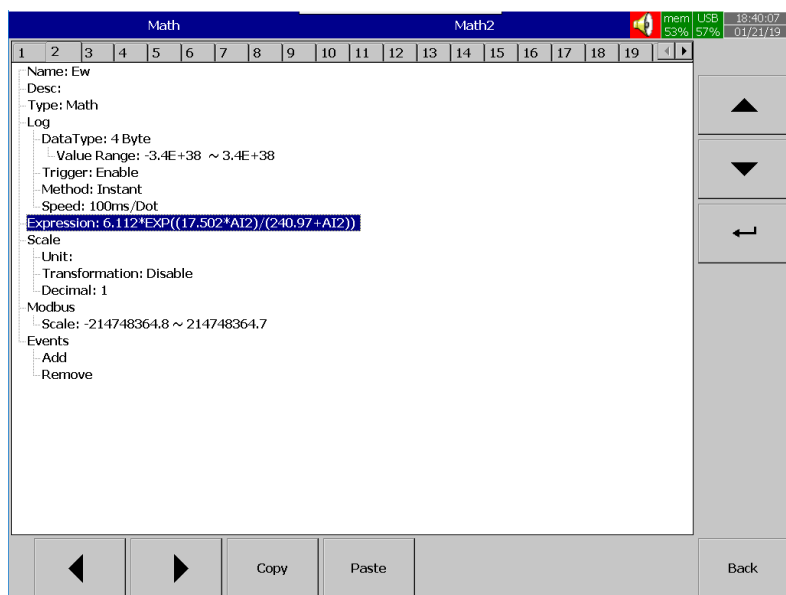 Math Math2 mem 53% USB 57% 18:40:07 01/21/19
1 2 3 4 5 6 7 8 9 10 11 12 13 14 15 16 17 18 19
Name: Ew
Desc:
Type: Math
Log
DataType: 4 Byte
Value Range: -3.4E+38 ~ 3.4E+38
Trigger: Enable
Method: Instant
Speed: 100ms/Dot
Expression: 6.112*EXP((17.502*AI2)/(240.97+AI2))
Scale
Unit:
Transformation: Disable
Decimal: 1
Modbus
Scale: -214748364.8 ~ 214748364.7
Events
Add
Remove
Copy Paste Back